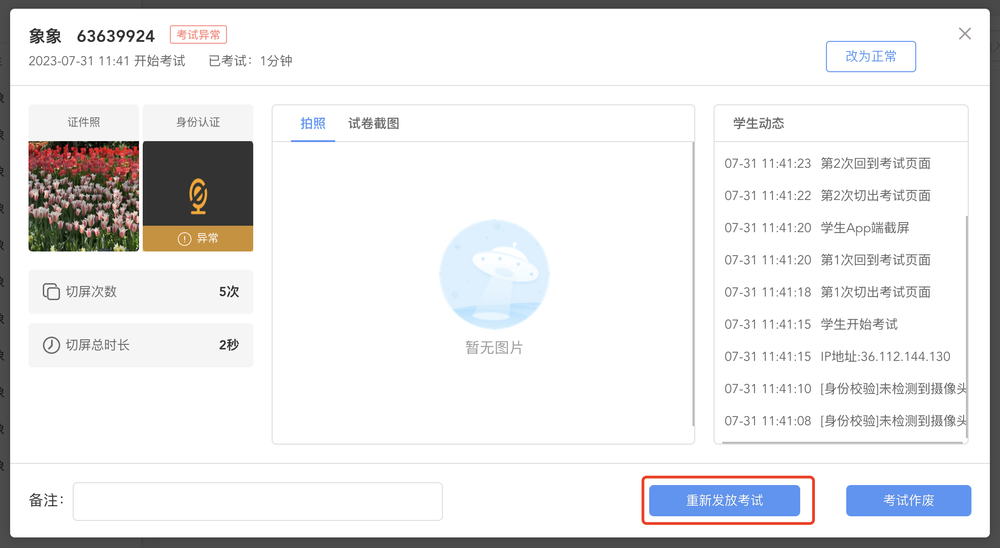 象象 63639924 考试异常
2023-07-31 11:41 开始考试 已考试：1分钟
改为正常
证件照
身份认证
异常
切屏次数 5次
切屏总时长 2秒
拍照 试卷截图
暂无图片
学生动态
07-31 11:41:23 第2次回到考试页面
07-31 11:41:22 第2次切出考试页面
07-31 11:41:20 学生App端截屏
07-31 11:41:20 第1次回到考试页面
07-31 11:41:18 第1次切出考试页面
07-31 11:41:15 学生开始考试
07-31 11:41:15 IP地址:36.112.144.130
07-31 11:41:10 [身份校验]未检测到摄像头
07-31 11:41:08 [身份校验]未检测到摄像头
备注：
重新发放考试
考试作废